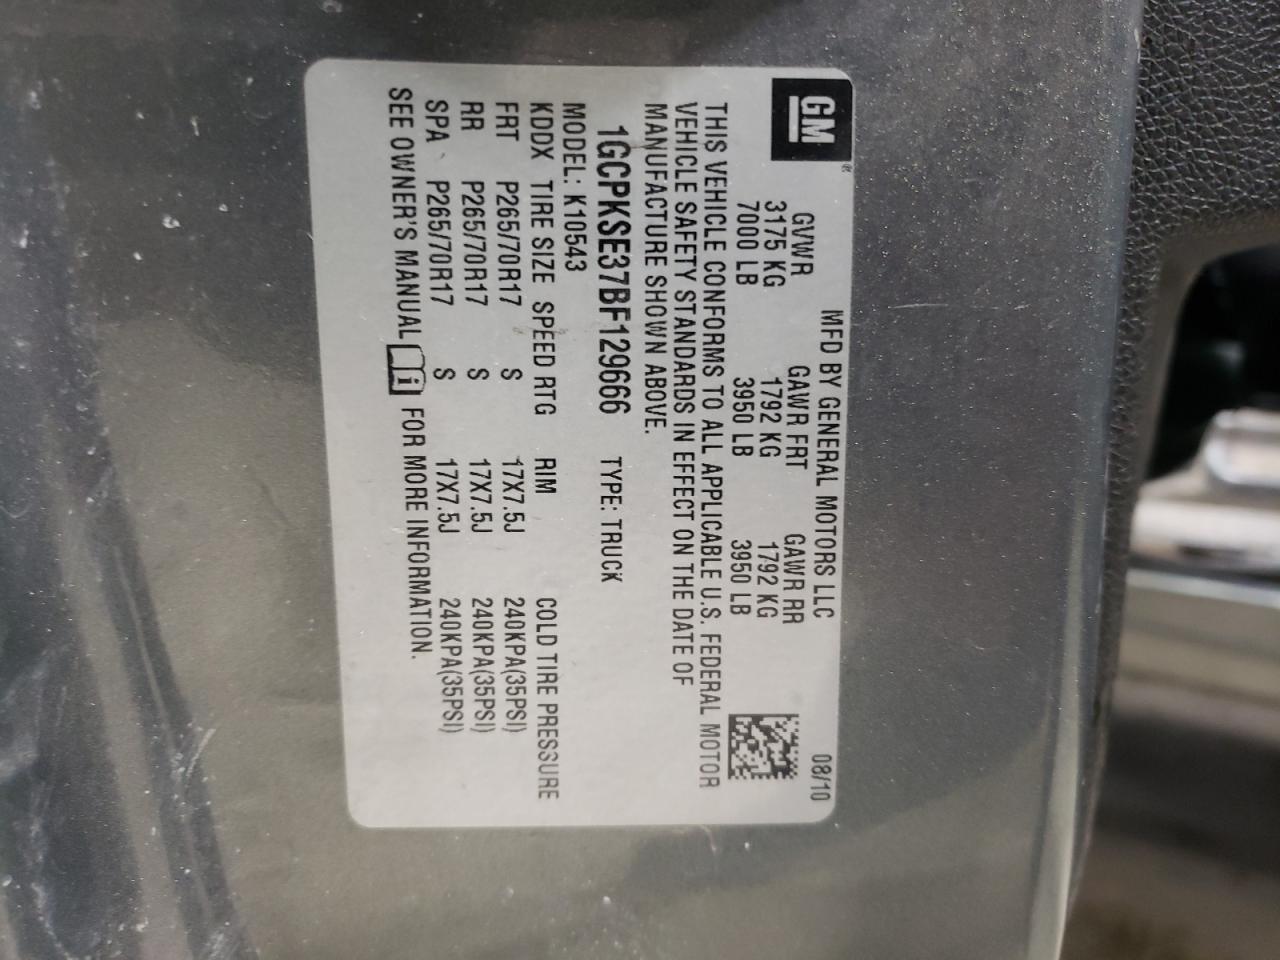 GM®
MFD BY GENERAL MOTORS LLC 08/10
GVWR GAWR FRT GAWR RR
3175 KG 1792 KG 1792 KG
7000 LB 3950 LB 3950 LB
THIS VEHICLE CONFORMS TO ALL APPLICABLE U.S. FEDERAL MOTOR
VEHICLE SAFETY STANDARDS IN EFFECT ON THE DATE OF
MANUFACTURE SHOWN ABOVE.
1GCPKSE37BF129666 TYPE: TRUCK
MODEL: K10543
KDDX TIRE SIZE SPEED RTG RIM COLD TIRE PRESSURE
FRT P265/70R17 S 17X7.5J 240KPA(35PSI)
RR P265/70R17 S 17X7.5J 240KPA(35PSI)
SPA P265/70R17 S 17X7.5J 240KPA(35PSI)
SEE OWNER'S MANUAL i FOR MORE INFORMATION.